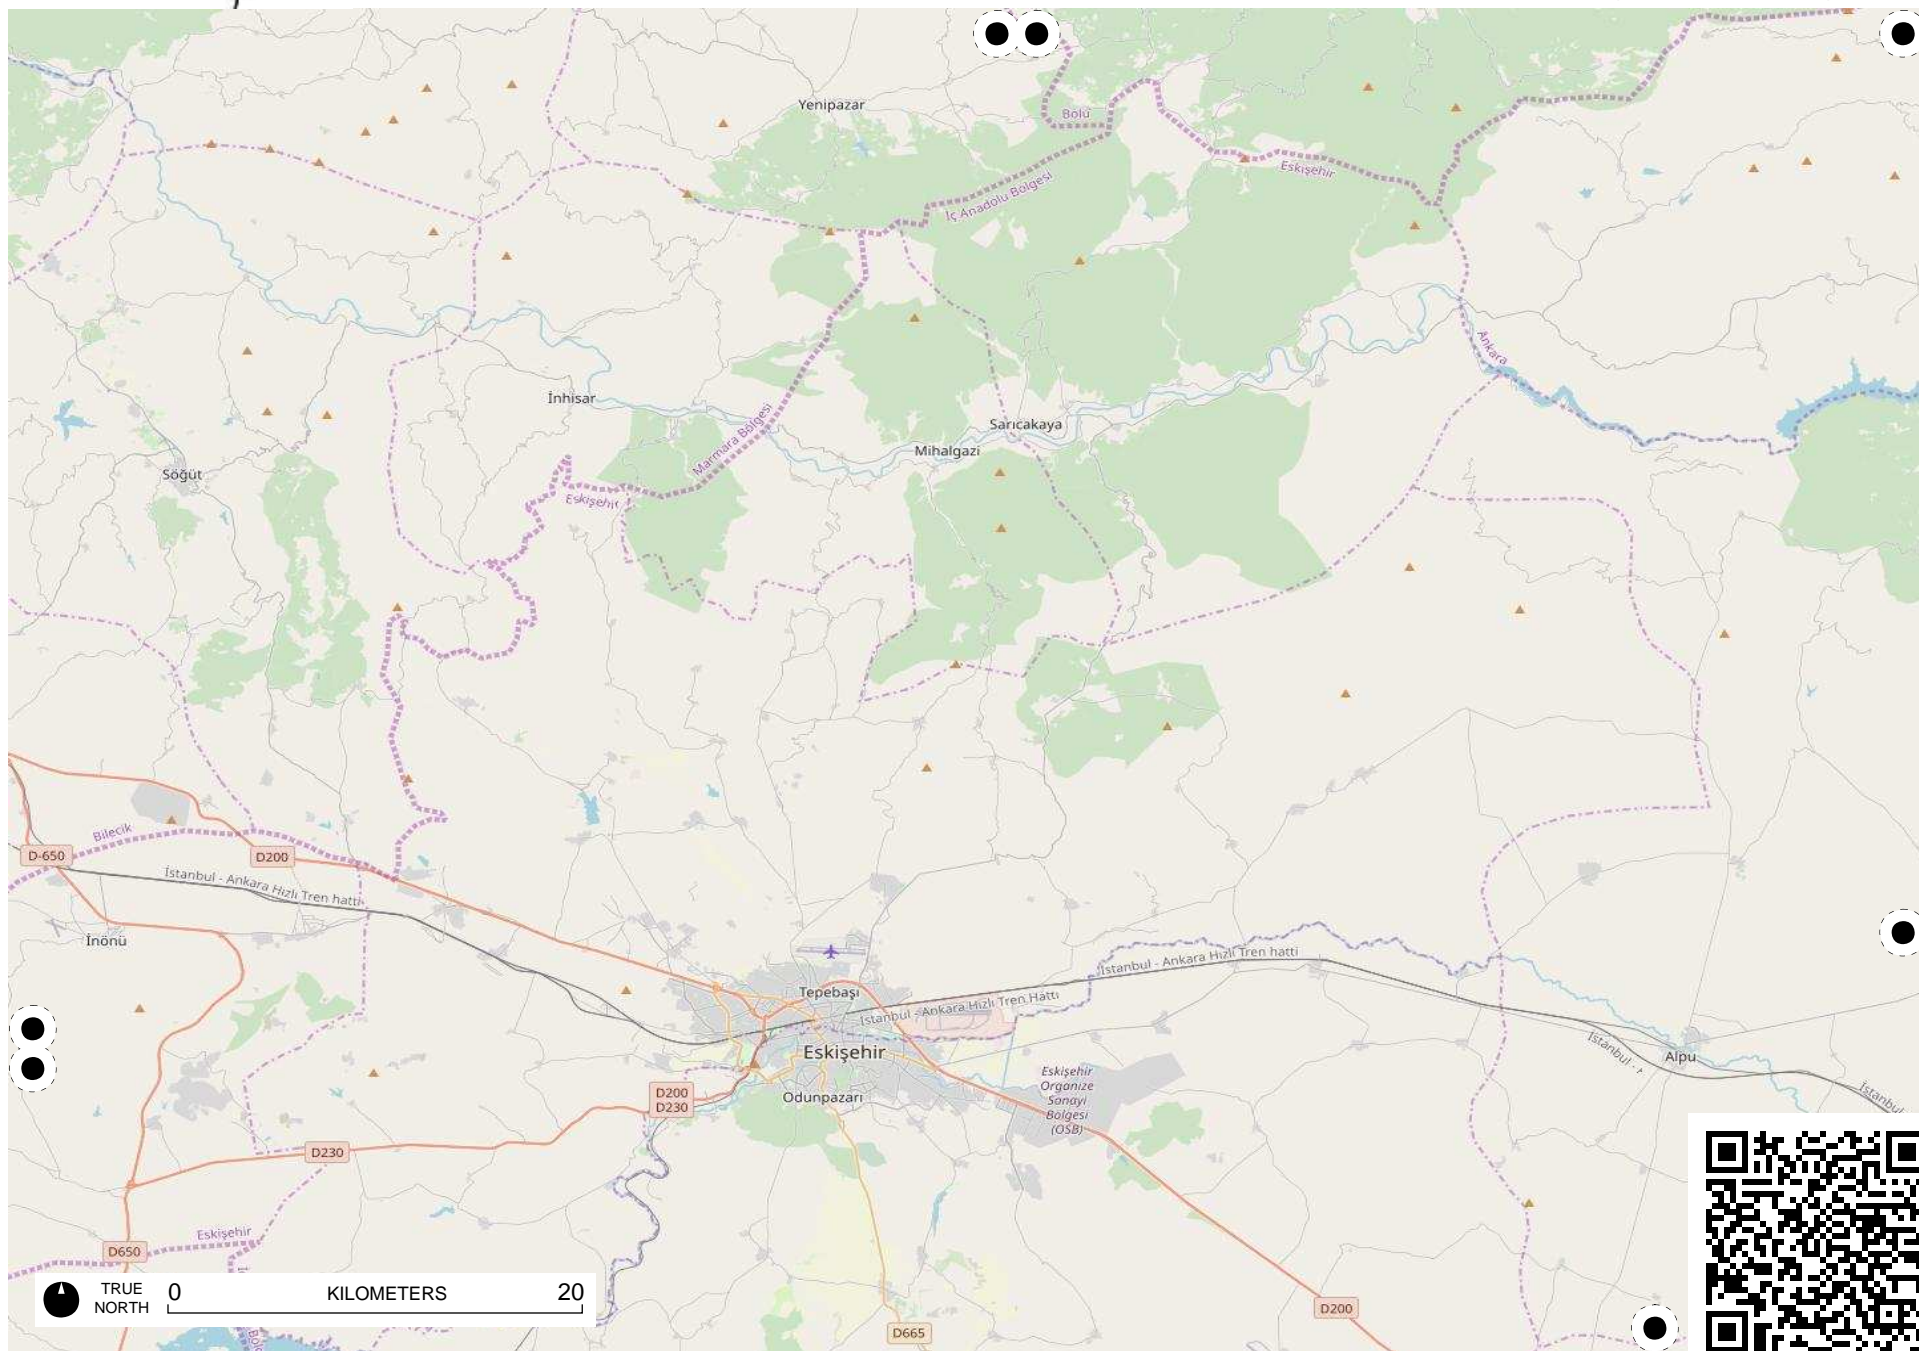 Yenipazar
Bolu
Eskişehir
İç Anadolu Bölgesi
Ankara
İnhisar
Marmara Bölgesi
Sarıcakaya
Mihalgazi
Söğüt
Eskişehir
Bilecik
D-650
D200
İstanbul - Ankara Hızlı Tren hattı
İnönü
İstanbul - Ankara Hızlı Tren hattı
Tepebaşı
İstanbul - Ankara Hızlı Tren Hattı
Eskişehir
Alpu
Eskişehir
Organize
Sanayi
Bölgesi
(OSB)
İstanbul
İstanbul
D200
D230
Odunpazarı
D230
Eskişehir
D650
TRUE
NORTH
0
KILOMETERS
20
D200
D665